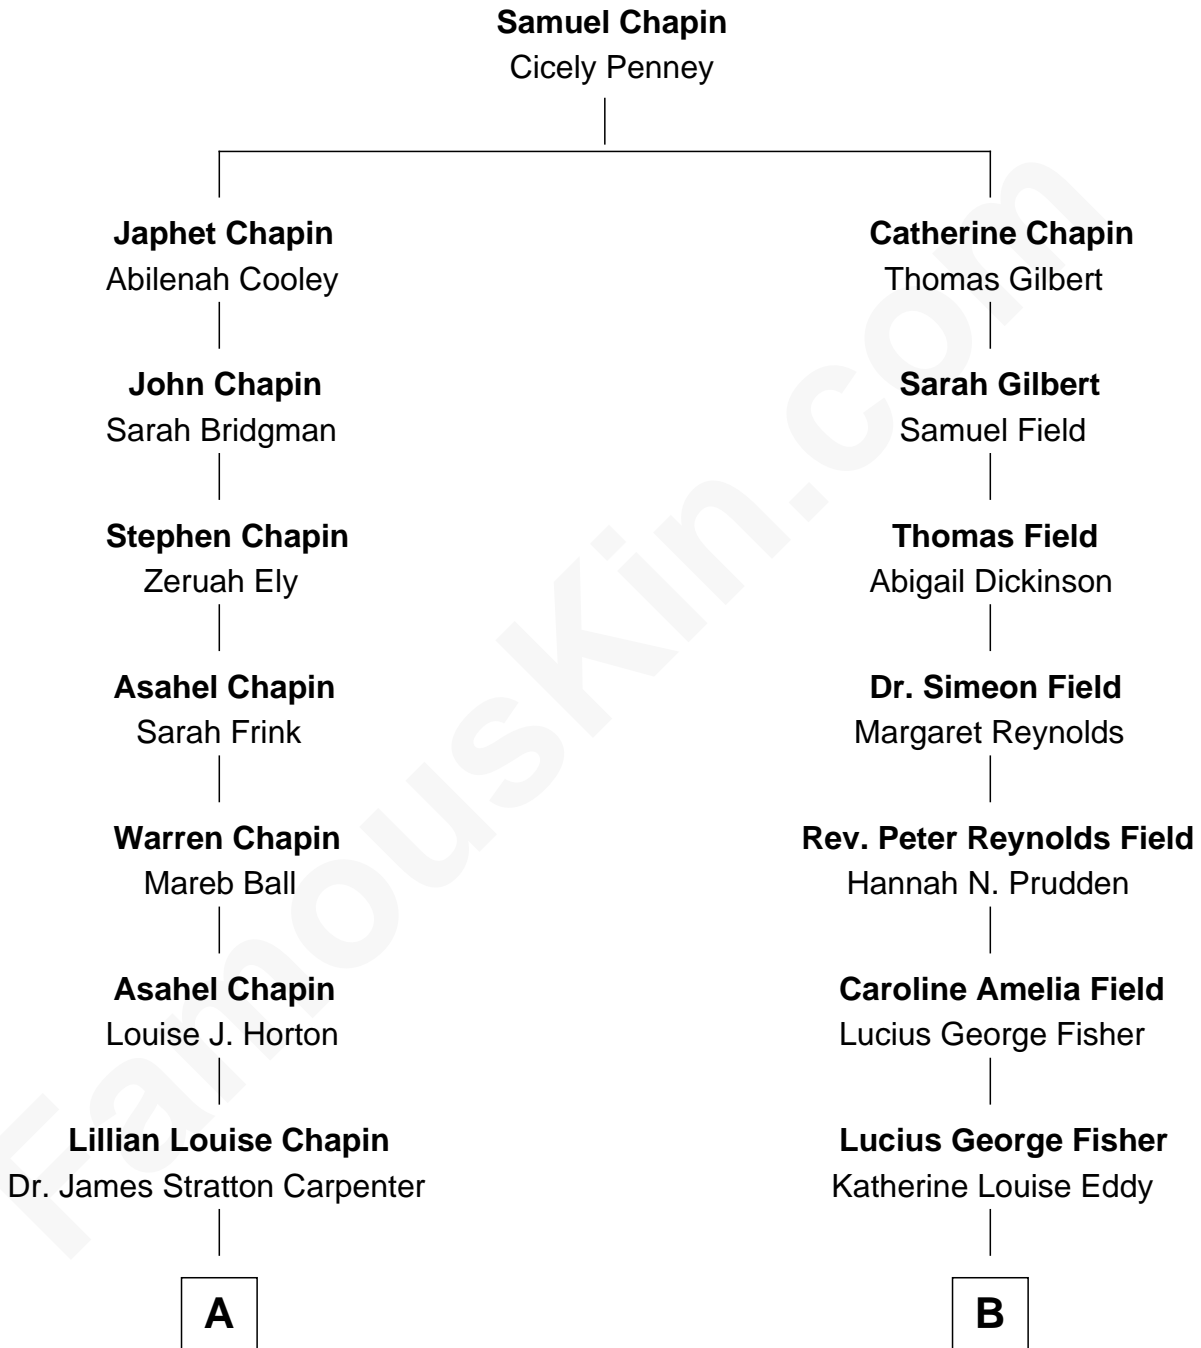 Samuel Chapin
Cicely Penney
Japhet Chapin
Abilenah Cooley
Catherine Chapin
Thomas Gilbert
John Chapin
Sarah Bridgman
Sarah Gilbert
Samuel Field
Stephen Chapin
Zeruah Ely
Thomas Field
Abigail Dickinson
Asahel Chapin
Sarah Frink
Dr. Simeon Field
Margaret Reynolds
Warren Chapin
Mareb Ball
Rev. Peter Reynolds Field
Hannah N. Prudden
Asahel Chapin
Louise J. Horton
Caroline Amelia Field
Lucius George Fisher
Lillian Louise Chapin
Dr. James Stratton Carpenter
Lucius George Fisher
Katherine Louise Eddy
A
B
FamousKin.com